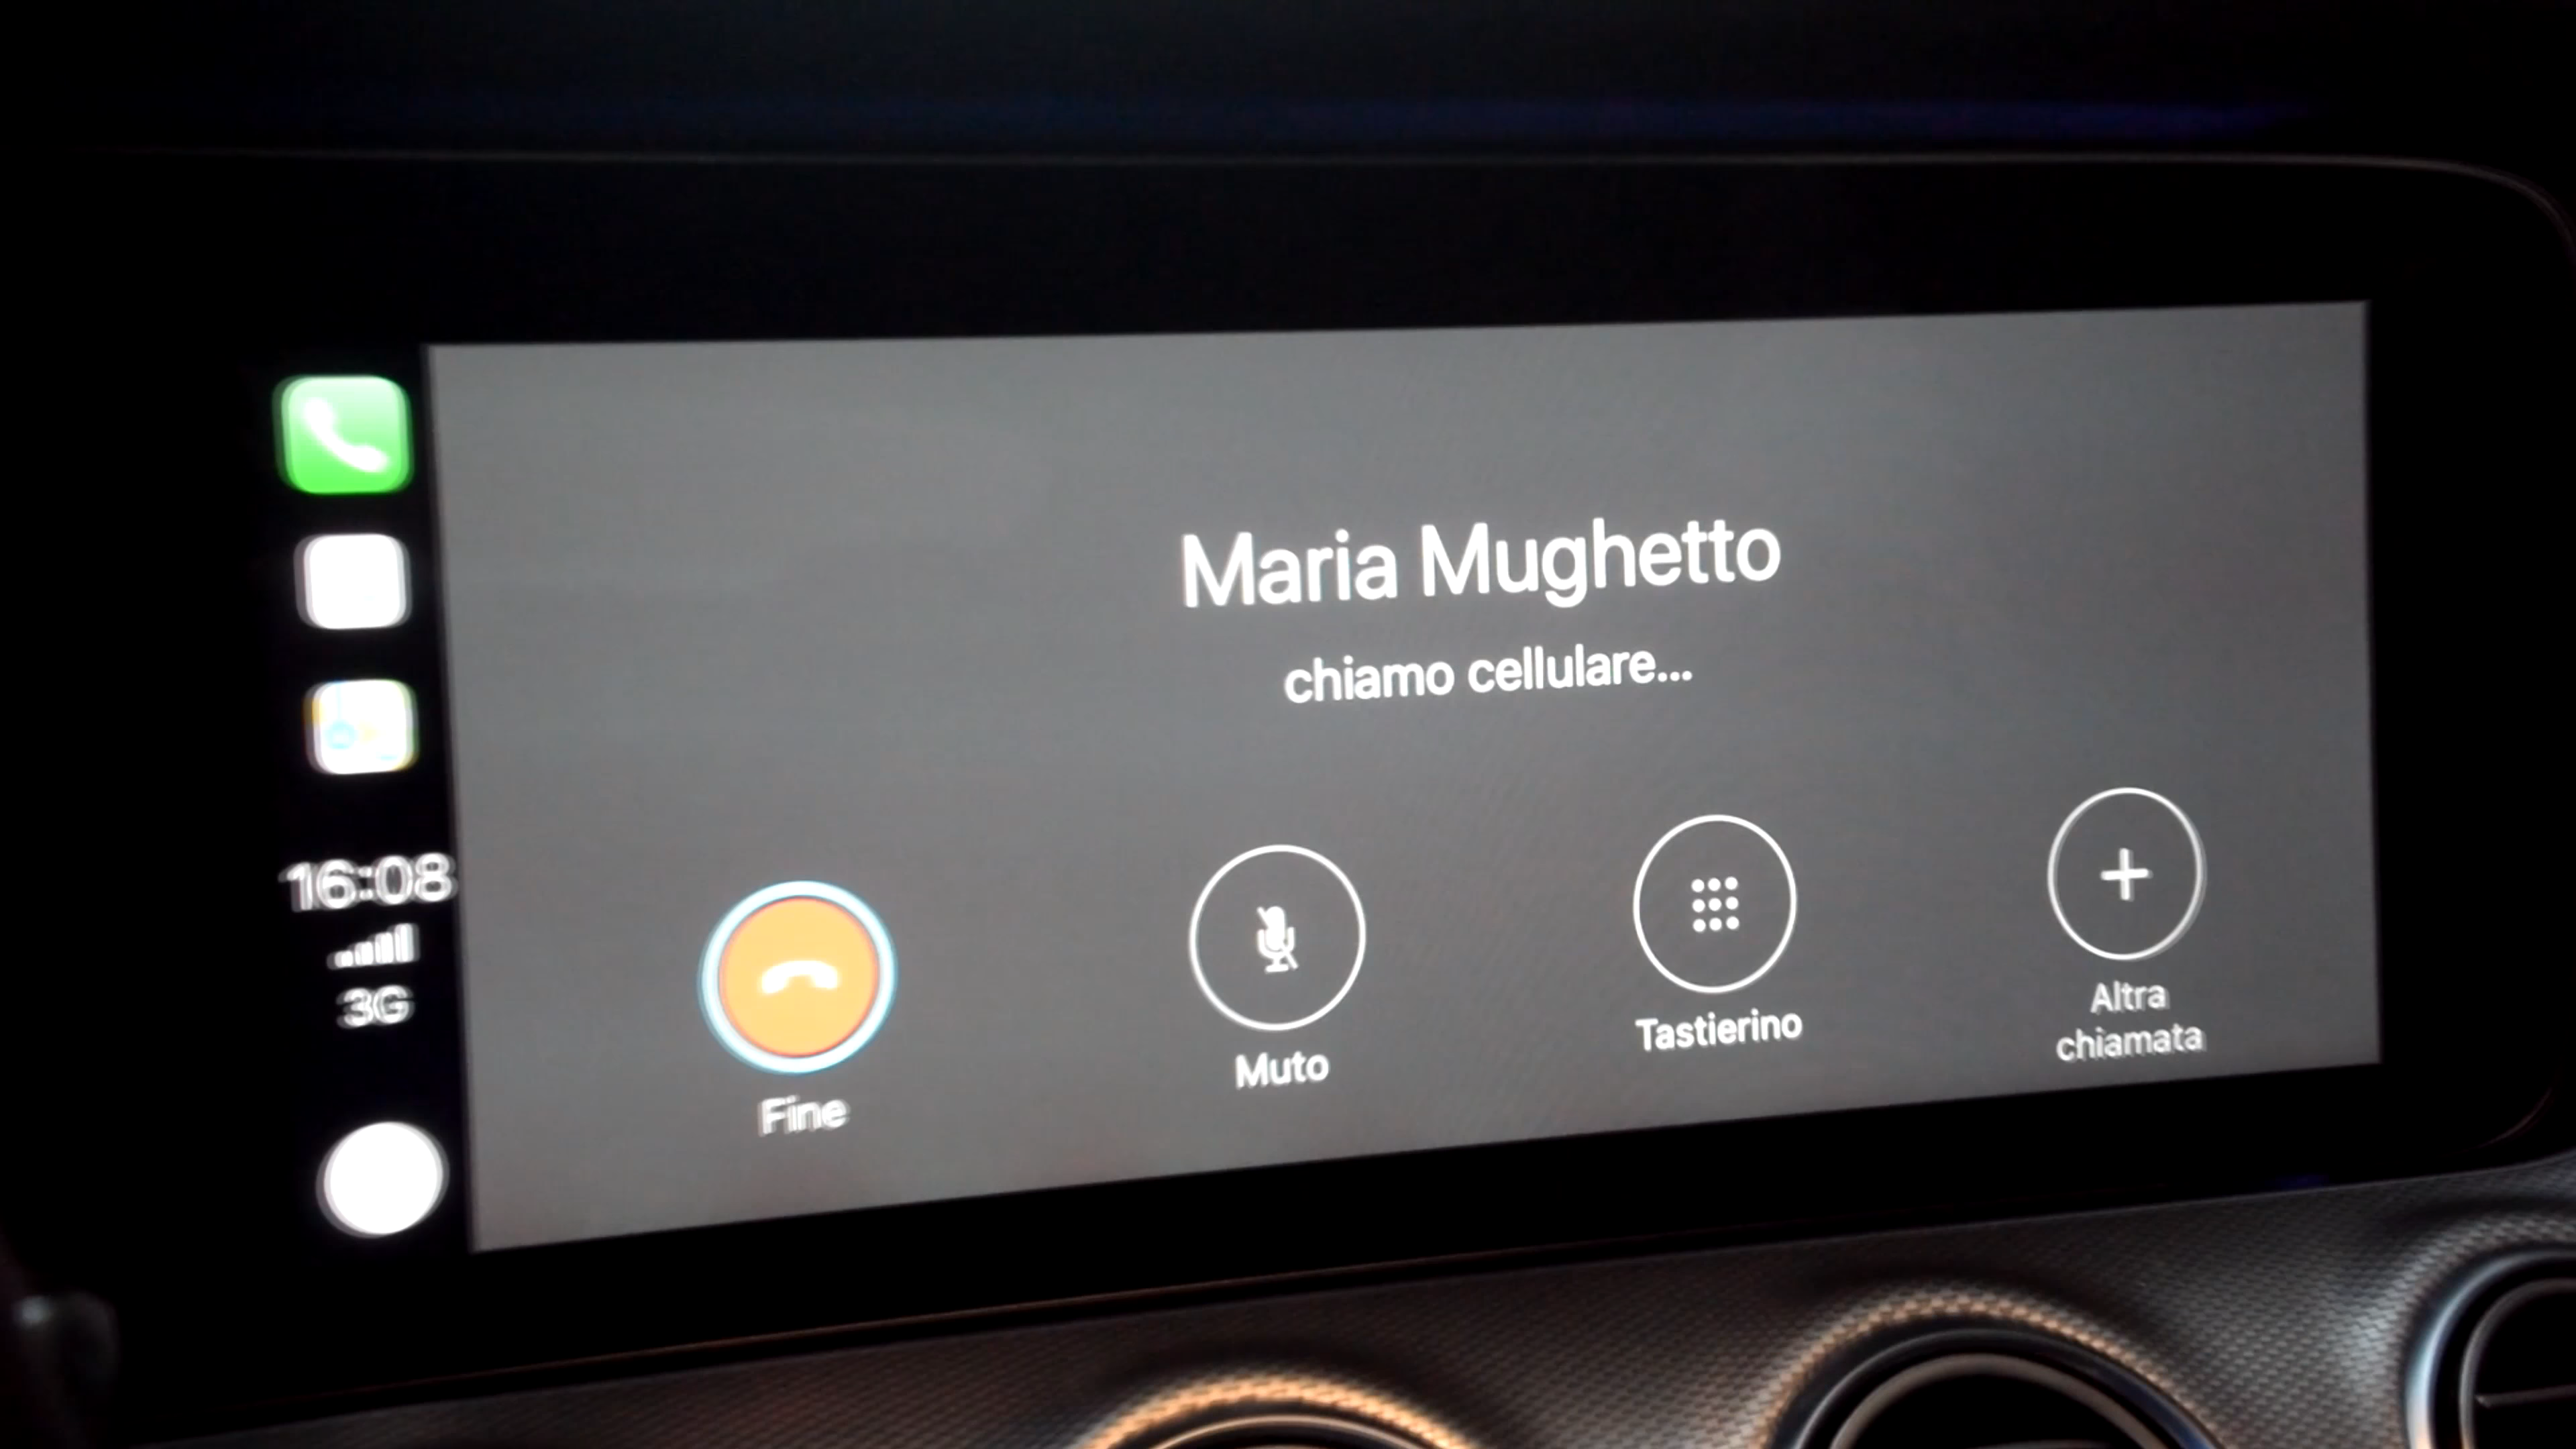 Maria Mughetto
chiamo cellulare...
16:08
3G
Fine
Muto
Tastierino
Altra
chiamata